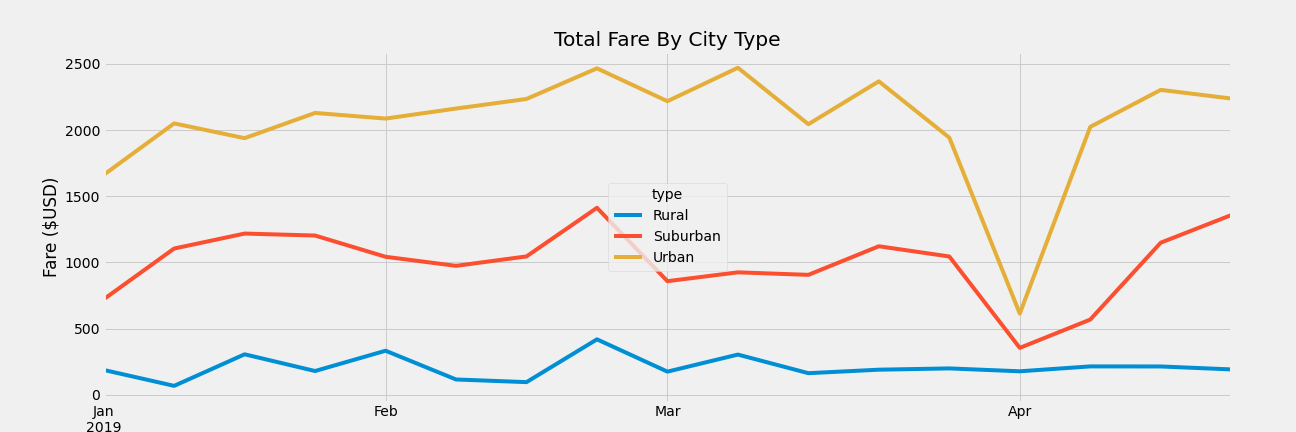 Total Fare By City Type
Fare ($USD)
2500
2000
1500
1000
500
0
type
Rural
Suburban
Urban
Jan
2019
Feb
Mar
Apr